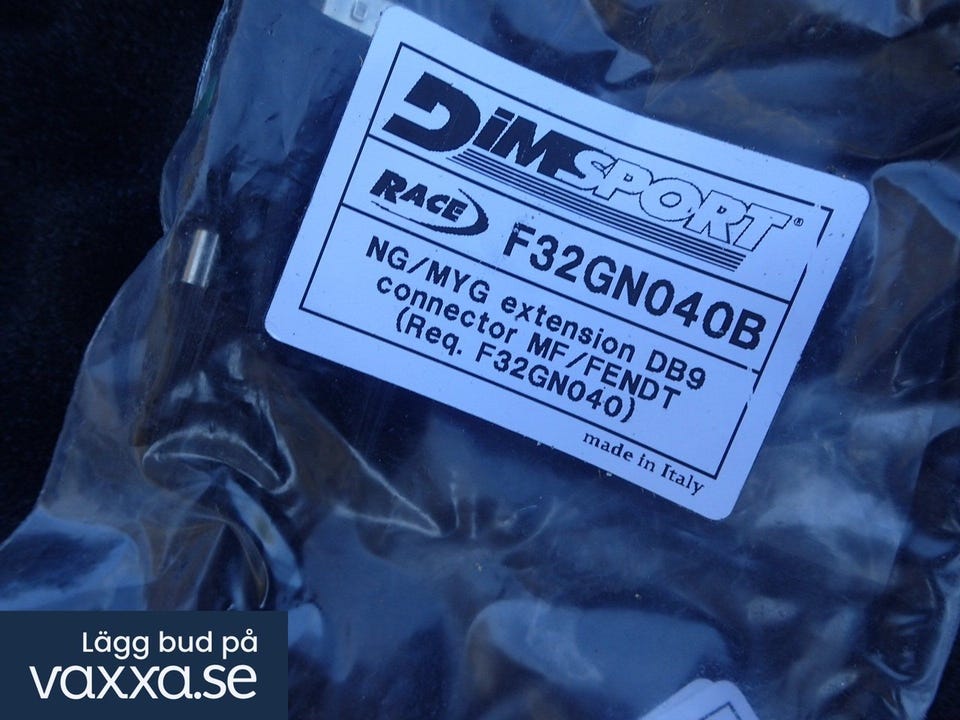 DiMSPORT®
RACE F32GN040B
NG/MYG extension DB9
connector MF/FENDT
(Req. F32GN040)
made in Italy
Lägg bud på
vaxxa.se